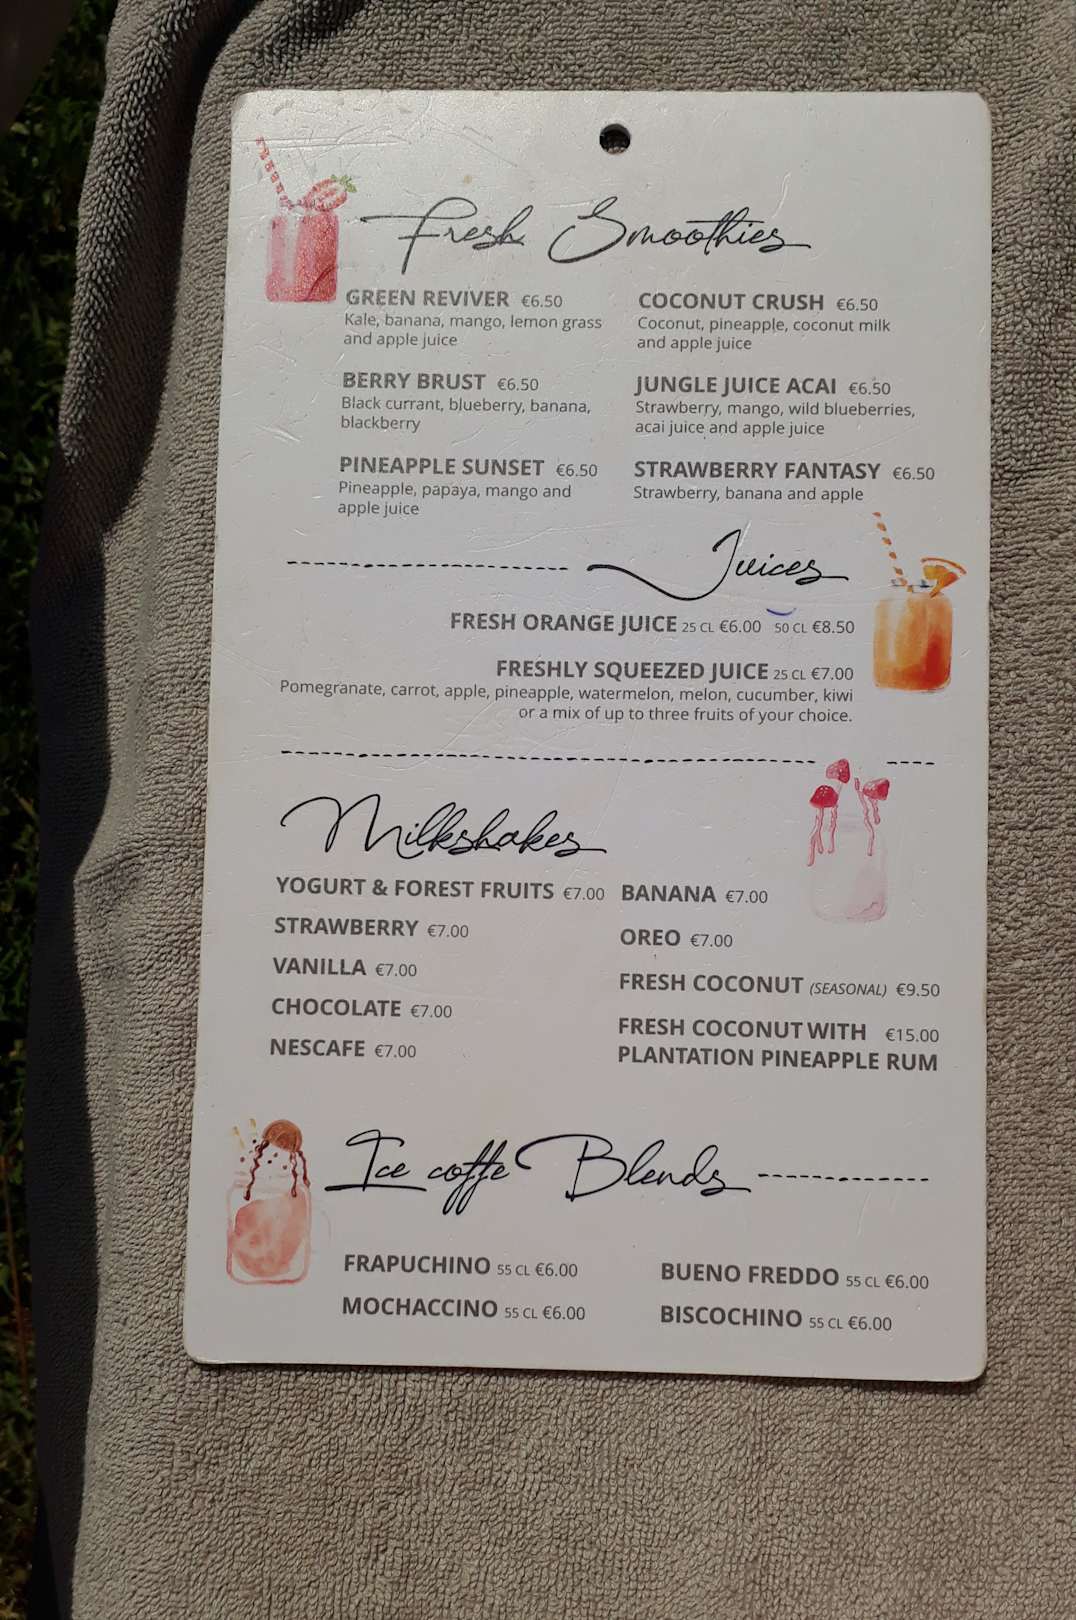 Fresh Smoothies
GREEN REVIVER €6.50
Kale, banana, mango, lemon grass
and apple juice
BERRY BRUST €6.50
Black currant, blueberry, banana,
blackberry
PINEAPPLE SUNSET €6.50
Pineapple, papaya, mango and
apple juice
COCONUT CRUSH €6.50
Coconut, pineapple, coconut milk
and apple juice
JUNGLE JUICE ACAI €6.50
Strawberry, mango, wild blueberries,
acai juice and apple juice
STRAWBERRY FANTASY €6.50
Strawberry, banana and apple
Juices
FRESH ORANGE JUICE 25 CL €6.00 50 CL €8.50
FRESHLY SQUEEZED JUICE 25 CL €7.00
Pomegranate, carrot, apple, pineapple, watermelon, melon, cucumber, kiwi
or a mix of up to three fruits of your choice.
Milkshakes
YOGURT & FOREST FRUITS €7.00
STRAWBERRY €7.00
VANILLA €7.00
CHOCOLATE €7.00
NESCAFE €7.00
BANANA €7.00
OREO €7.00
FRESH COCONUT (SEASONAL) €9.50
FRESH COCONUT WITH €15.00
PLANTATION PINEAPPLE RUM
Ice coffe Blends
FRAPUCHINO 55 CL €6.00
MOCHACCINO 55 CL €6.00
BUENO FREDDO 55 CL €6.00
BISCOCHINO 55 CL €6.00